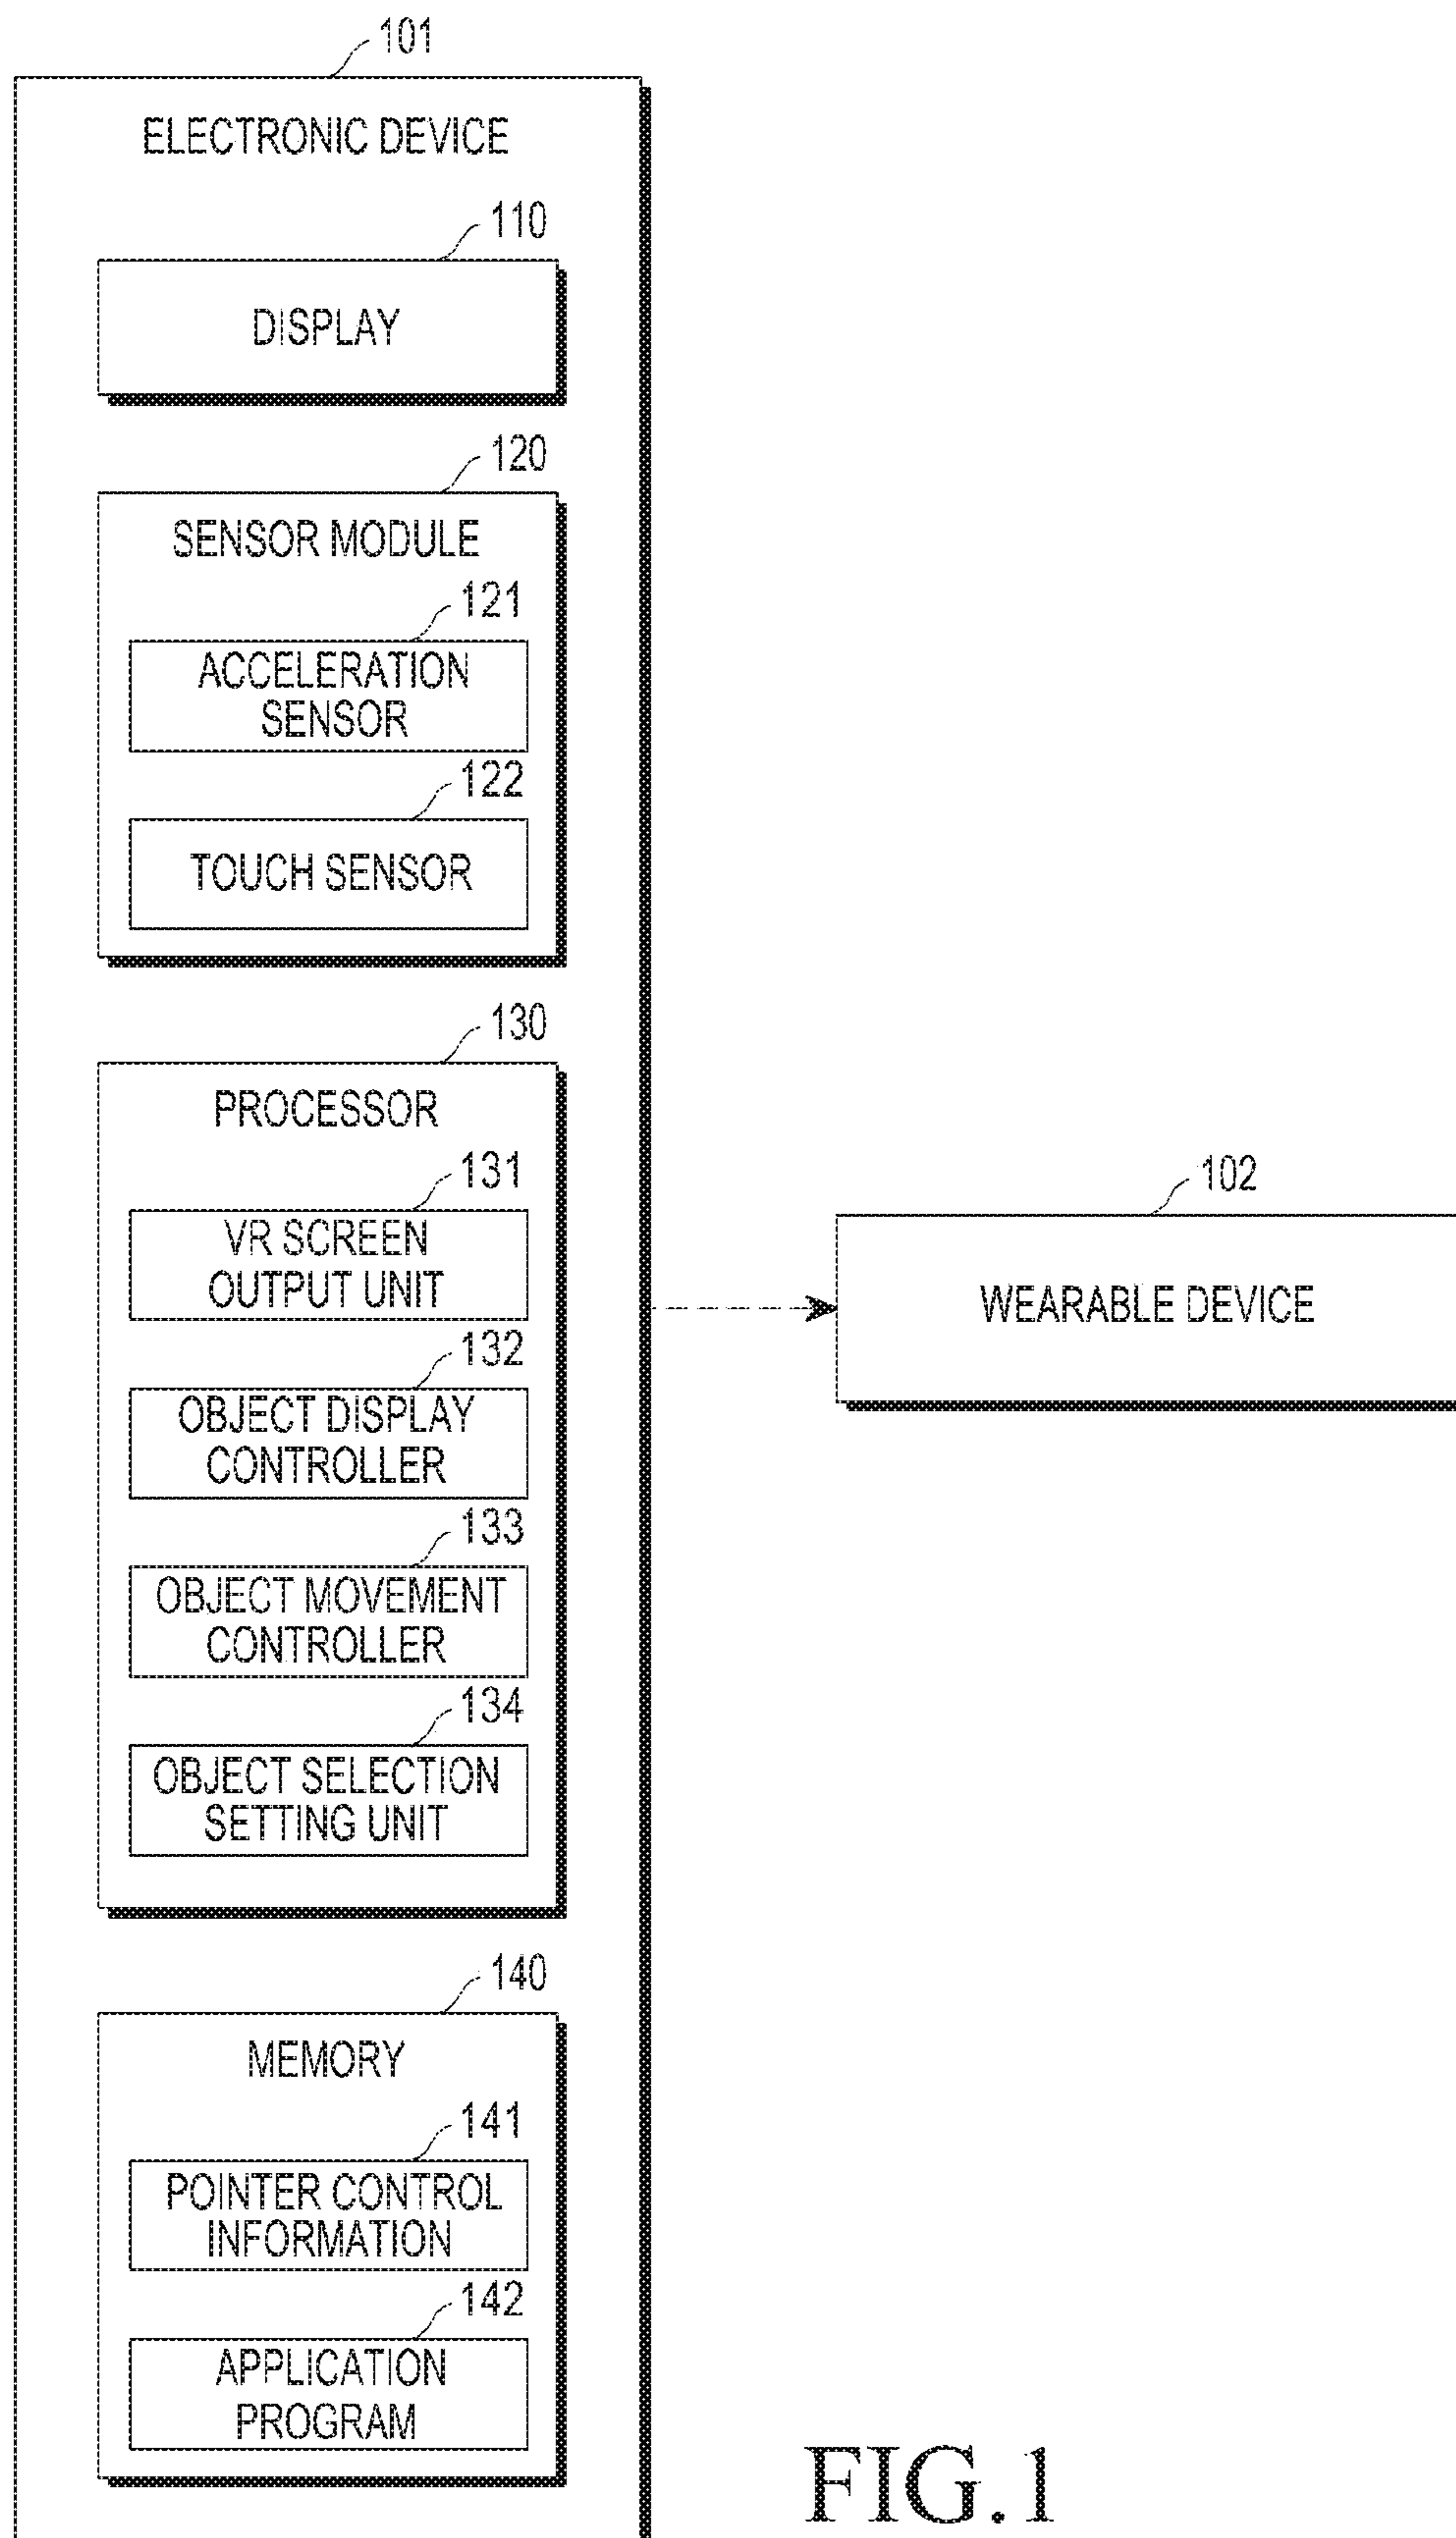 101
ELECTRONIC DEVICE
110
DISPLAY
120
SENSOR MODULE
121
ACCELERATION
SENSOR
122
TOUCH SENSOR
130
PROCESSOR
131
VR SCREEN
OUTPUT UNIT
132
OBJECT DISPLAY
CONTROLLER
133
OBJECT MOVEMENT
CONTROLLER
134
OBJECT SELECTION
SETTING UNIT
140
MEMORY
141
POINTER CONTROL
INFORMATION
142
APPLICATION
PROGRAM
102
WEARABLE DEVICE
FIG.1